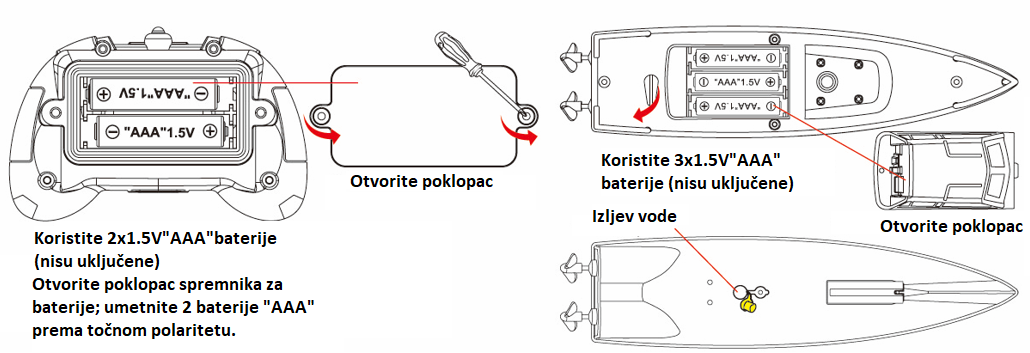 "AAA"1.5V
"AAA"1.5V
Otvorite poklopac
Koristite 2x1.5V"AAA"baterije
(nisu uključene)
Otvorite poklopac spremnika za
baterije; umetnite 2 baterije "AAA"
prema točnom polaritetu.
"AAA"1.5V
"AAA"1.5V
"AAA"1.5V
Koristite 3x1.5V"AAA"
baterije (nisu uključene)
Otvorite poklopac
Izljev vode